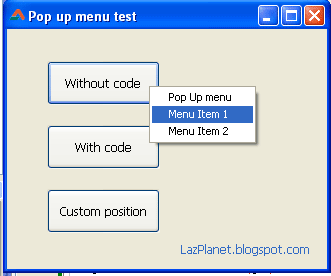 Pop up menu test
Without code
Pop Up menu
Menu Item 1
Menu Item 2
With code
Custom position
LazPlanet.blogspot.com